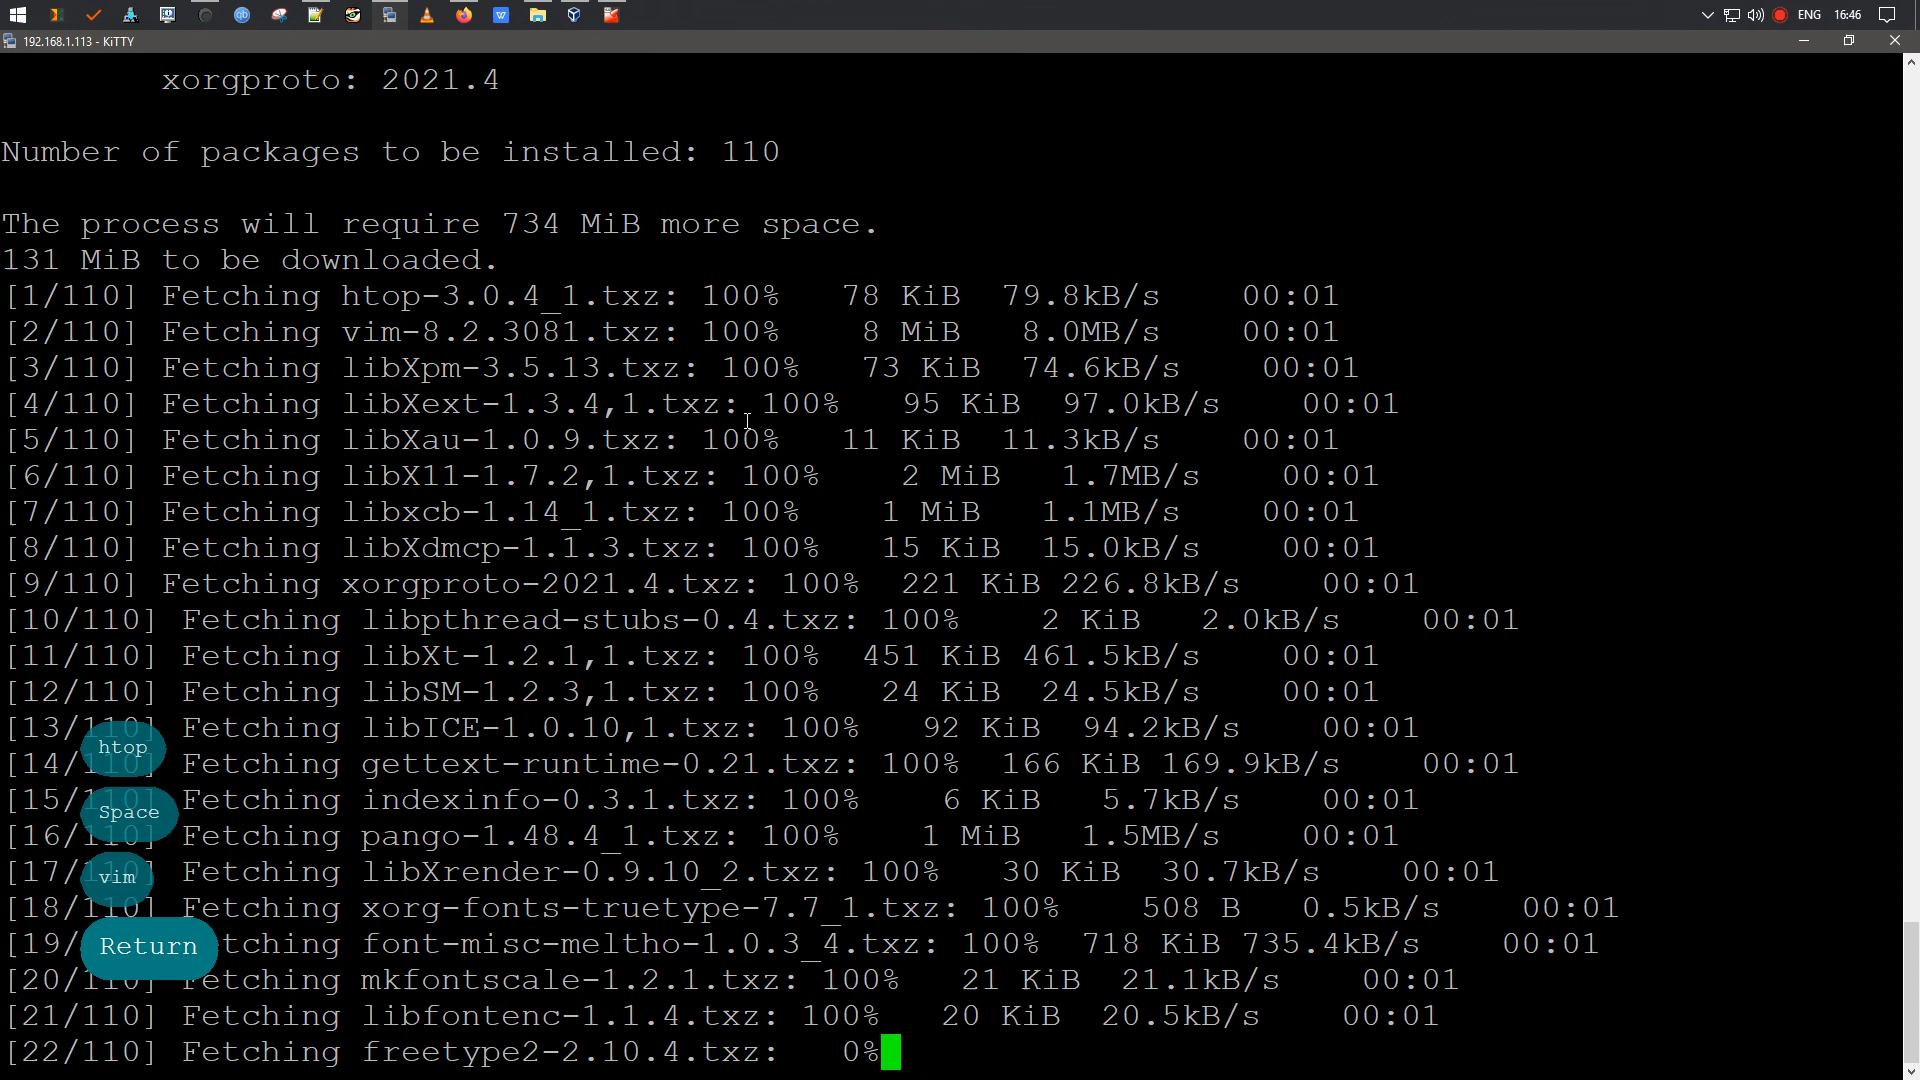 ENG 16:46
192.168.1.113 - KiTTY
xorgproto: 2021.4
Number of packages to be installed: 110
The process will require 734 MiB more space.
131 MiB to be downloaded.
[1/110] Fetching htop-3.0.4_1.txz: 100% 78 KiB 79.8kB/s 00:01
[2/110] Fetching vim-8.2.3081.txz: 100% 8 MiB 8.0MB/s 00:01
[3/110] Fetching libXpm-3.5.13.txz: 100% 73 KiB 74.6kB/s 00:01
[4/110] Fetching libXext-1.3.4,1.txz: 100% 95 KiB 97.0kB/s 00:01
[5/110] Fetching libXau-1.0.9.txz: 100% 11 KiB 11.3kB/s 00:01
[6/110] Fetching libX11-1.7.2,1.txz: 100% 2 MiB 1.7MB/s 00:01
[7/110] Fetching libxcb-1.14_1.txz: 100% 1 MiB 1.1MB/s 00:01
[8/110] Fetching libXdmcp-1.1.3.txz: 100% 15 KiB 15.0kB/s 00:01
[9/110] Fetching xorgproto-2021.4.txz: 100% 221 KiB 226.8kB/s 00:01
[10/110] Fetching libpthread-stubs-0.4.txz: 100% 2 KiB 2.0kB/s 00:01
[11/110] Fetching libXt-1.2.1,1.txz: 100% 451 KiB 461.5kB/s 00:01
[12/110] Fetching libSM-1.2.3,1.txz: 100% 24 KiB 24.5kB/s 00:01
[13/110] Fetching libICE-1.0.10,1.txz: 100% 92 KiB 94.2kB/s 00:01
htop
[14/110] Fetching gettext-runtime-0.21.txz: 100% 166 KiB 169.9kB/s 00:01
[15/110] Fetching indexinfo-0.3.1.txz: 100% 6 KiB 5.7kB/s 00:01
Space
[16/110] Fetching pango-1.48.4_1.txz: 100% 1 MiB 1.5MB/s 00:01
[17/110] Fetching libXrender-0.9.10_2.txz: 100% 30 KiB 30.7kB/s 00:01
vim
[18/110] Fetching xorg-fonts-truetype-7.7_1.txz: 100% 508 B 0.5kB/s 00:01
[19/ tching font-misc-meltho-1.0.3_4.txz: 100% 718 KiB 735.4kB/s 00:01
Return
[20/110] Fetching mkfontscale-1.2.1.txz: 100% 21 KiB 21.1kB/s 00:01
[21/110] Fetching libfontenc-1.1.4.txz: 100% 20 KiB 20.5kB/s 00:01
[22/110] Fetching freetype2-2.10.4.txz: 0%